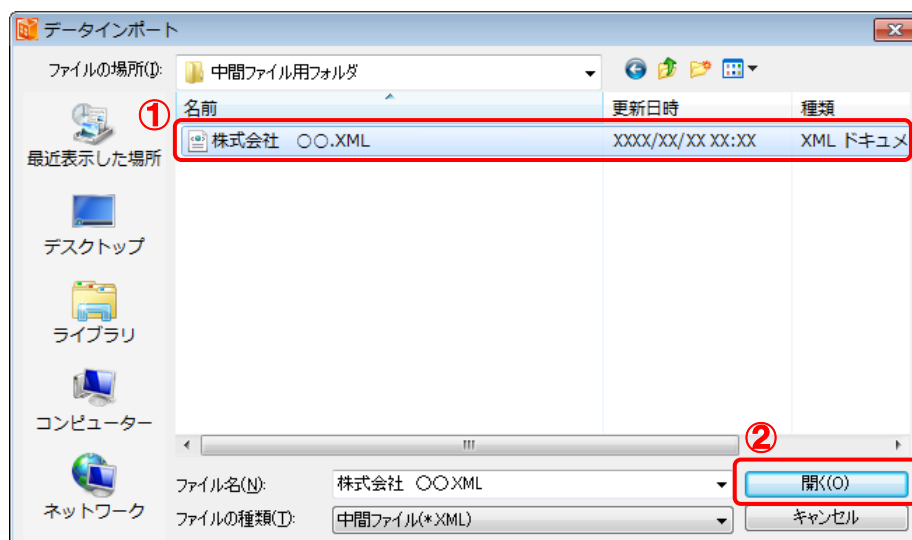 データインポート
ファイルの場所(I):
中間ファイル用フォルダ
①
名前
更新日時
種類
株式会社　〇〇.XML
XXXX/XX/XX XX:XX
XML ドキュメ
最近表示した場所
デスクトップ
ライブラリ
コンピューター
ネットワーク
②
ファイル名(N):
株式会社 〇〇XML
開く(O)
ファイルの種類(T):
中間ファイル(*XML)
キャンセル